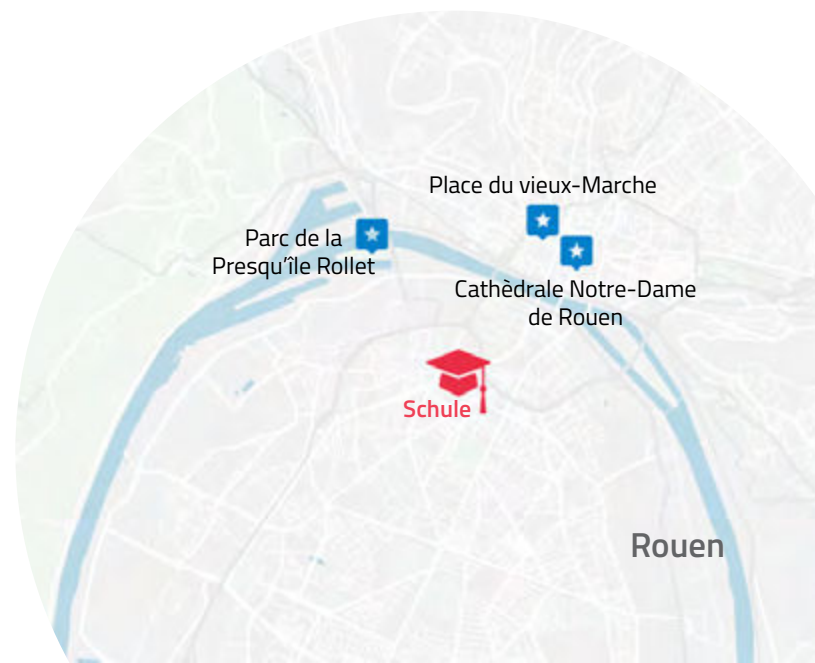 Place du vieux-Marche
Parc de la
Presqu'île Rollet
Cathèdrale Notre-Dame
de Rouen
Schule
Rouen